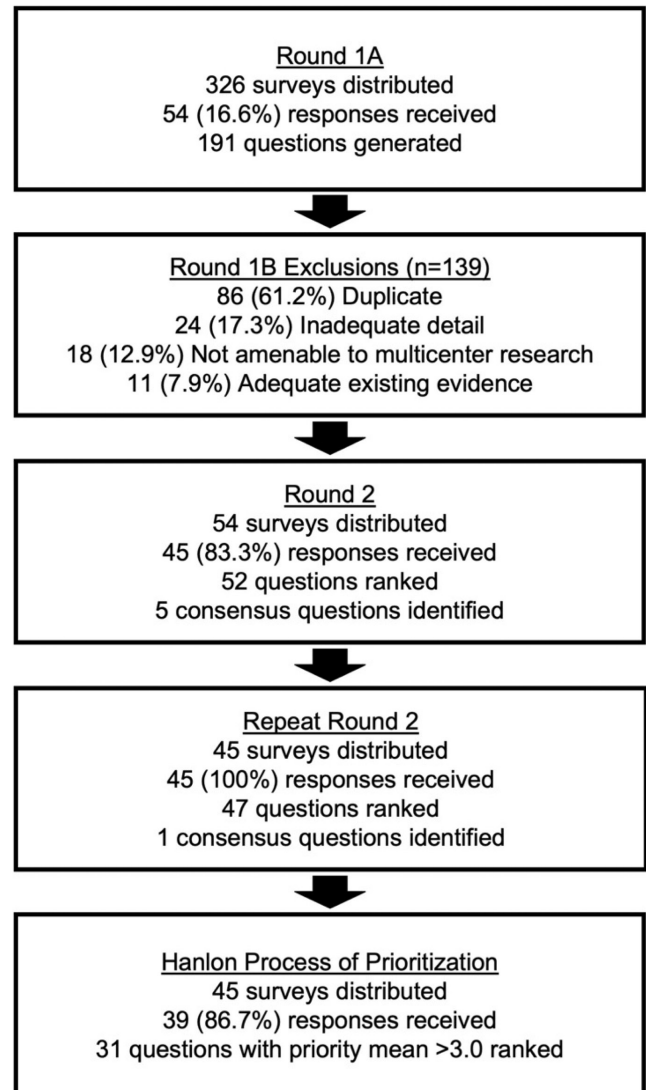 Round 1A
326 surveys distributed
54 (16.6%) responses received
191 questions generated
Round 1B Exclusions (n=139)
86 (61.2%) Duplicate
24 (17.3%) Inadequate detail
18 (12.9%) Not amenable to multicenter research
11 (7.9%) Adequate existing evidence
Round 2
54 surveys distributed
45 (83.3%) responses received
52 questions ranked
5 consensus questions identified
Repeat Round 2
45 surveys distributed
45 (100%) responses received
47 questions ranked
1 consensus questions identified
Hanlon Process of Prioritization
45 surveys distributed
39 (86.7%) responses received
31 questions with priority mean >3.0 ranked